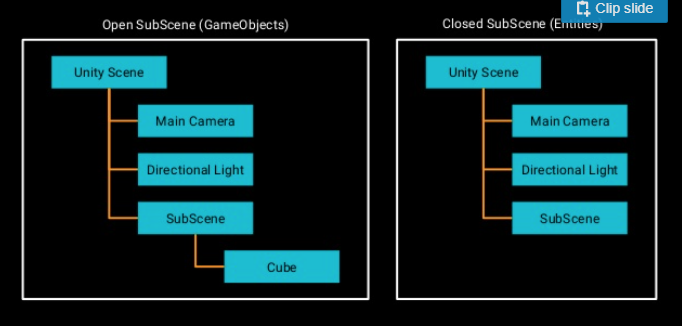 Open SubScene (GameObjects)
Unity Scene
Main Camera
Directional Light
SubScene
Cube
Clip slide
Closed SubScene (Entities)
Unity Scene
Main Camera
Directional Light
SubScene